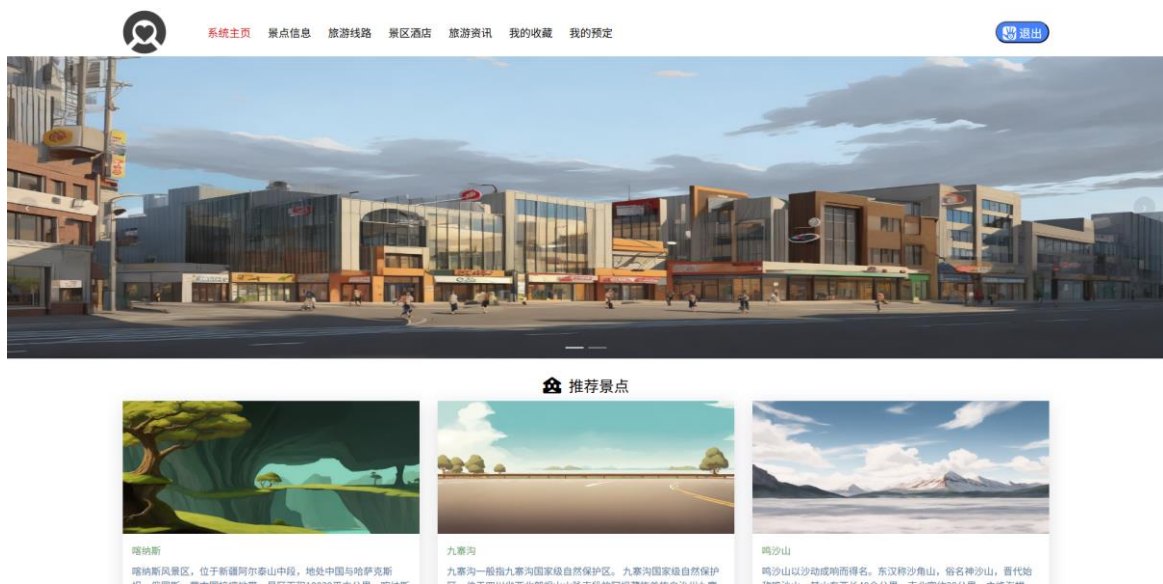 系统主页 景点信息 旅游线路 景区酒店 旅游资讯 我的收藏 我的预定
退出
推荐景点
喀纳斯
喀纳斯风景区，位于新疆阿尔泰山中段，地处中国与哈萨克斯
九寨沟
九寨沟一般指九寨沟国家级自然保护区。 九寨沟国家级自然保护
鸣沙山
鸣沙山以沙动成响而得名。东汉称沙角山，俗名神沙山，晋代始